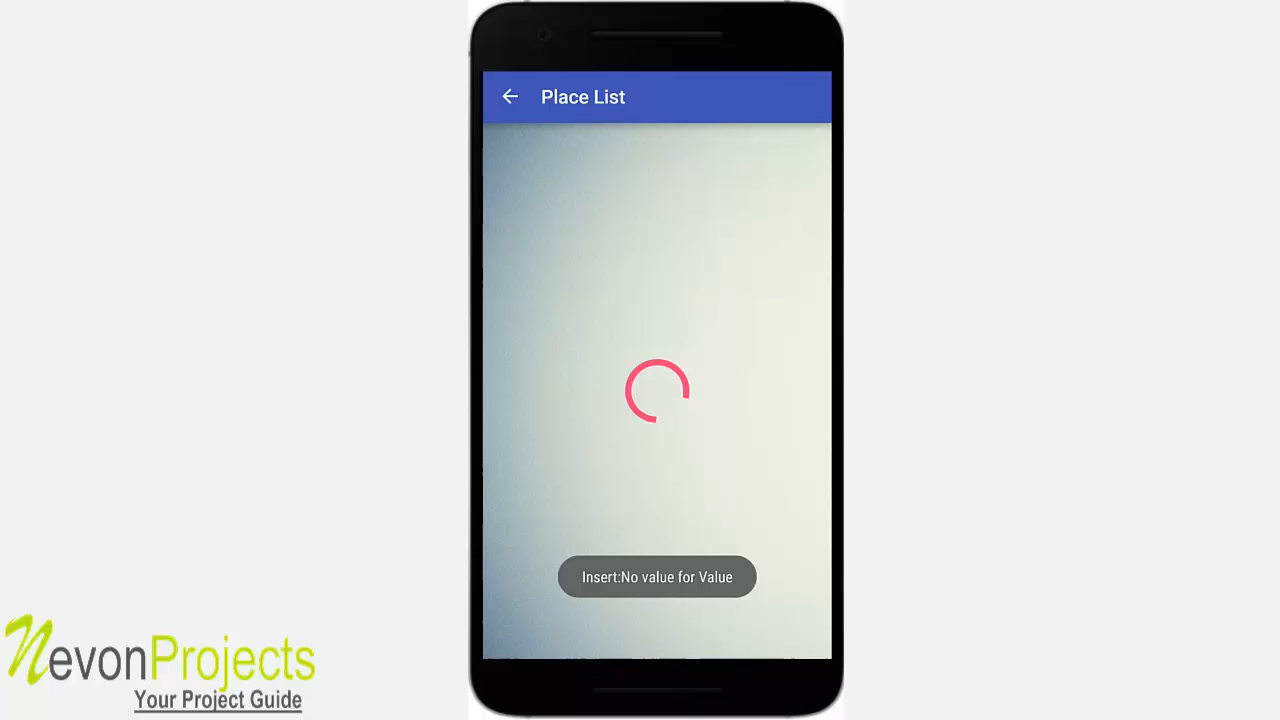 Place List
Insert:No value for Value
NevonProjects
Your Project Guide